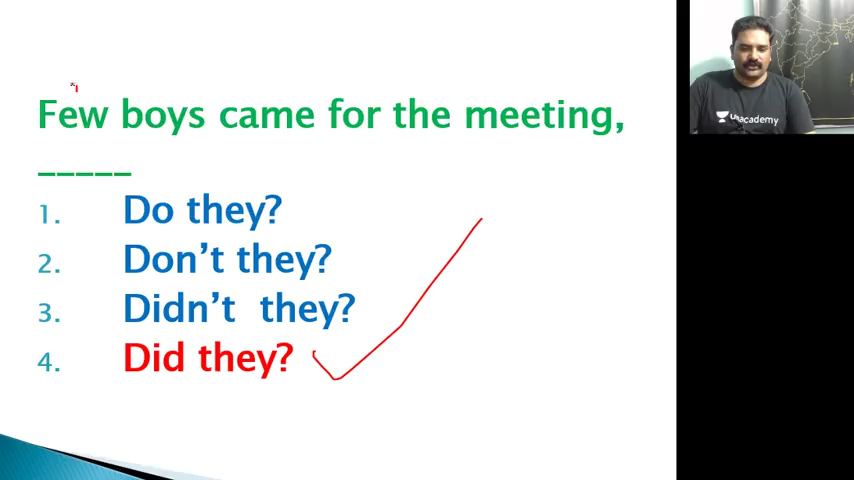 Few boys came for the meeting,
_____
1. Do they?
2. Don't they?
3. Didn't they?
4. Did they?
unacademy